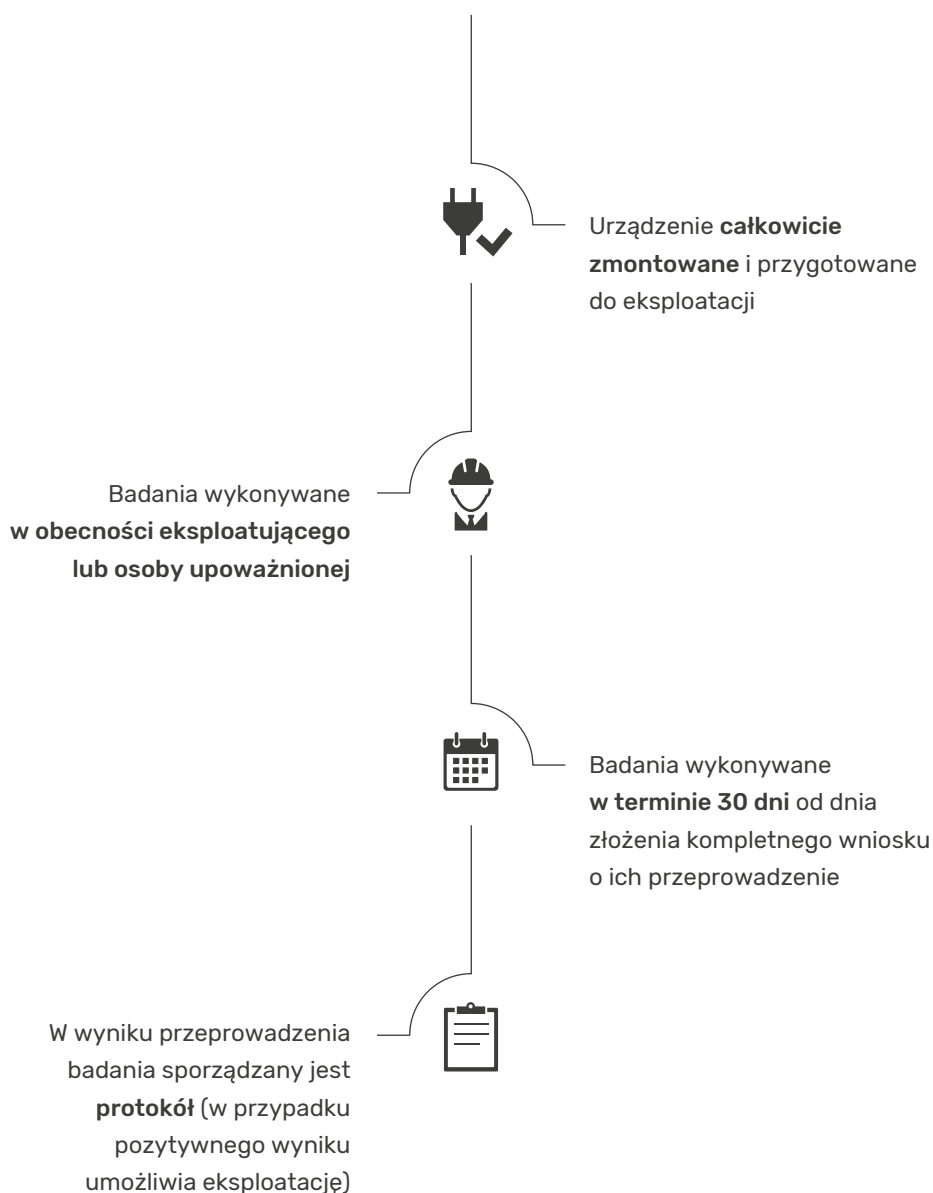 Urządzenie całkowicie
zmontowane i przygotowane
do eksploatacji
Badania wykonywane
w obecności eksploatującego
lub osoby upoważnionej
Badania wykonywane
w terminie 30 dni od dnia
złożenia kompletnego wniosku
o ich przeprowadzenie
W wyniku przeprowadzenia
badania sporządzany jest
protokół (w przypadku
pozytywnego wyniku
umożliwia eksploatację)